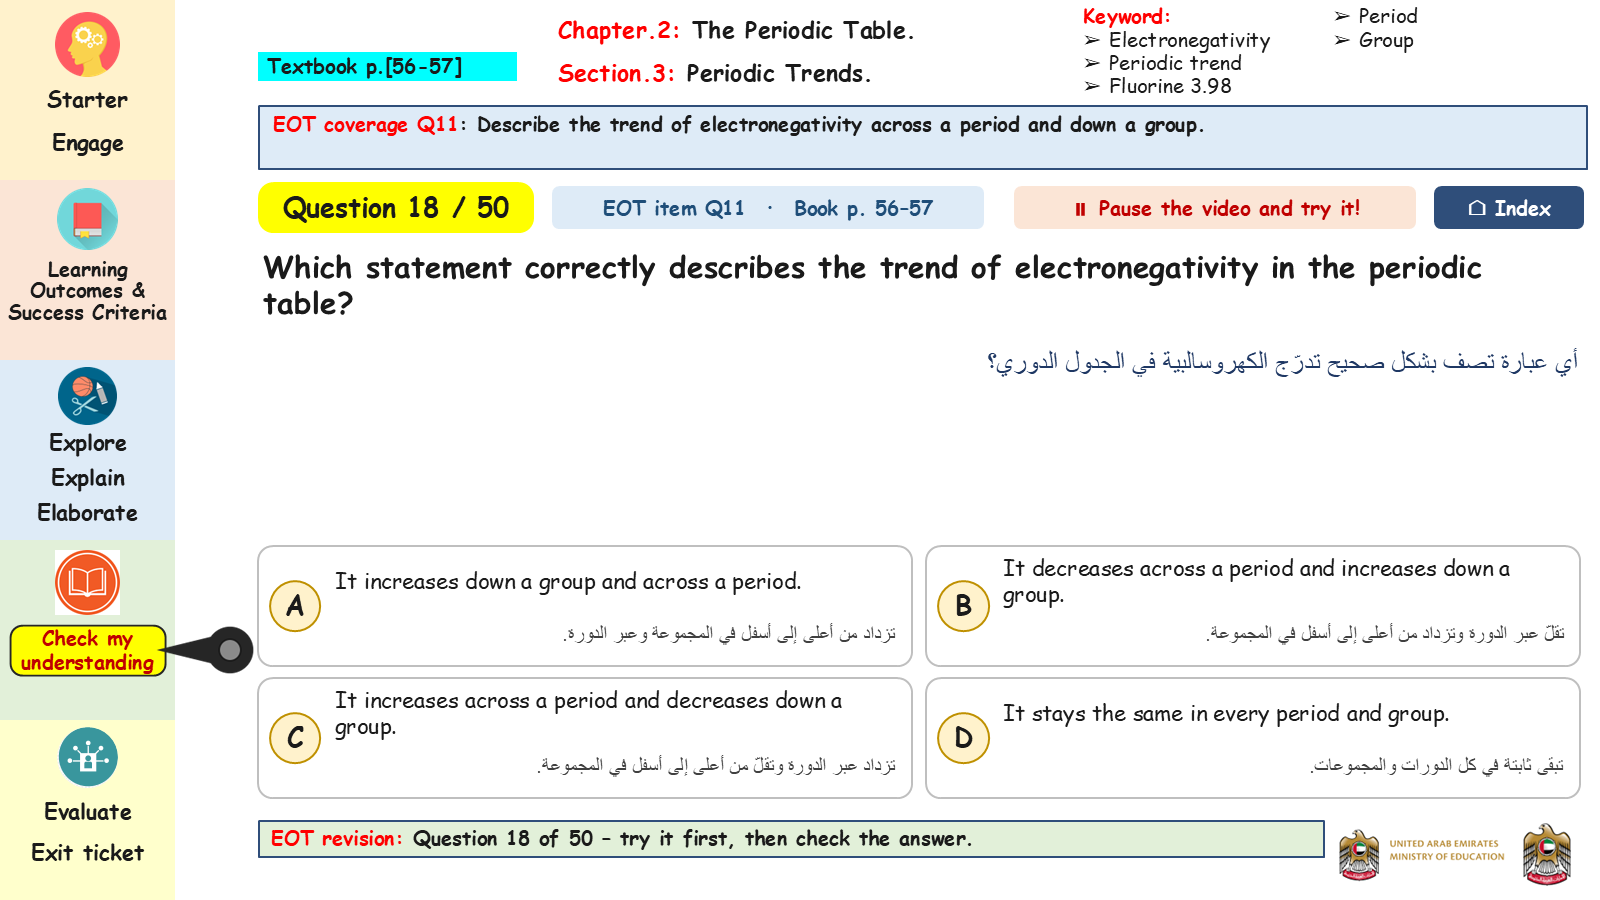 Starter
Engage
Learning
Outcomes &
Success Criteria
Explore
Explain
Elaborate
Check my
understanding
Evaluate
Exit ticket
Textbook p.[56-57]
Chapter.2: The Periodic Table.
Section.3: Periodic Trends.
Keyword:
➢ Electronegativity
➢ Periodic trend
➢ Fluorine 3.98
➢ Period
➢ Group
EOT coverage Q11: Describe the trend of electronegativity across a period and down a group.
Question 18 / 50
EOT item Q11 · Book p. 56–57
⏸ Pause the video and try it!
Index
Which statement correctly describes the trend of electronegativity in the periodic
table?
أي عبارة تصف بشكل صحيح تدرّج الكهروسالبية في الجدول الدوري؟
A
It increases down a group and across a period.
تزداد من أعلى إلى أسفل في المجموعة وعبر الدورة.
B
It decreases across a period and increases down a
group.
تقلّ عبر الدورة وتزداد من أعلى إلى أسفل في المجموعة.
C
It increases across a period and decreases down a
group.
تزداد عبر الدورة وتقلّ من أعلى إلى أسفل في المجموعة.
D
It stays the same in every period and group.
تبقى ثابتة في كل الدورات والمجموعات.
EOT revision: Question 18 of 50 – try it first, then check the answer.
UNITED ARAB EMIRATES
MINISTRY OF EDUCATION